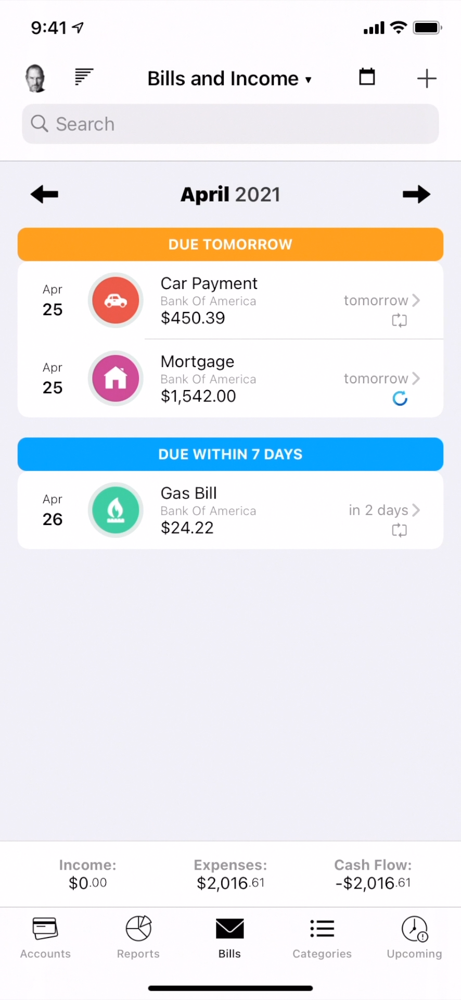 9:41
Bills and Income ▾
Search
April 2021
DUE TOMORROW
Apr
25
Car Payment
Bank Of America
$450.39
tomorrow
Apr
25
Mortgage
Bank Of America
$1,542.00
tomorrow
DUE WITHIN 7 DAYS
Apr
26
Gas Bill
Bank Of America
$24.22
in 2 days
Income:
$0.00
Expenses:
$2,016.61
Cash Flow:
-$2,016.61
Accounts
Reports
Bills
Categories
Upcoming